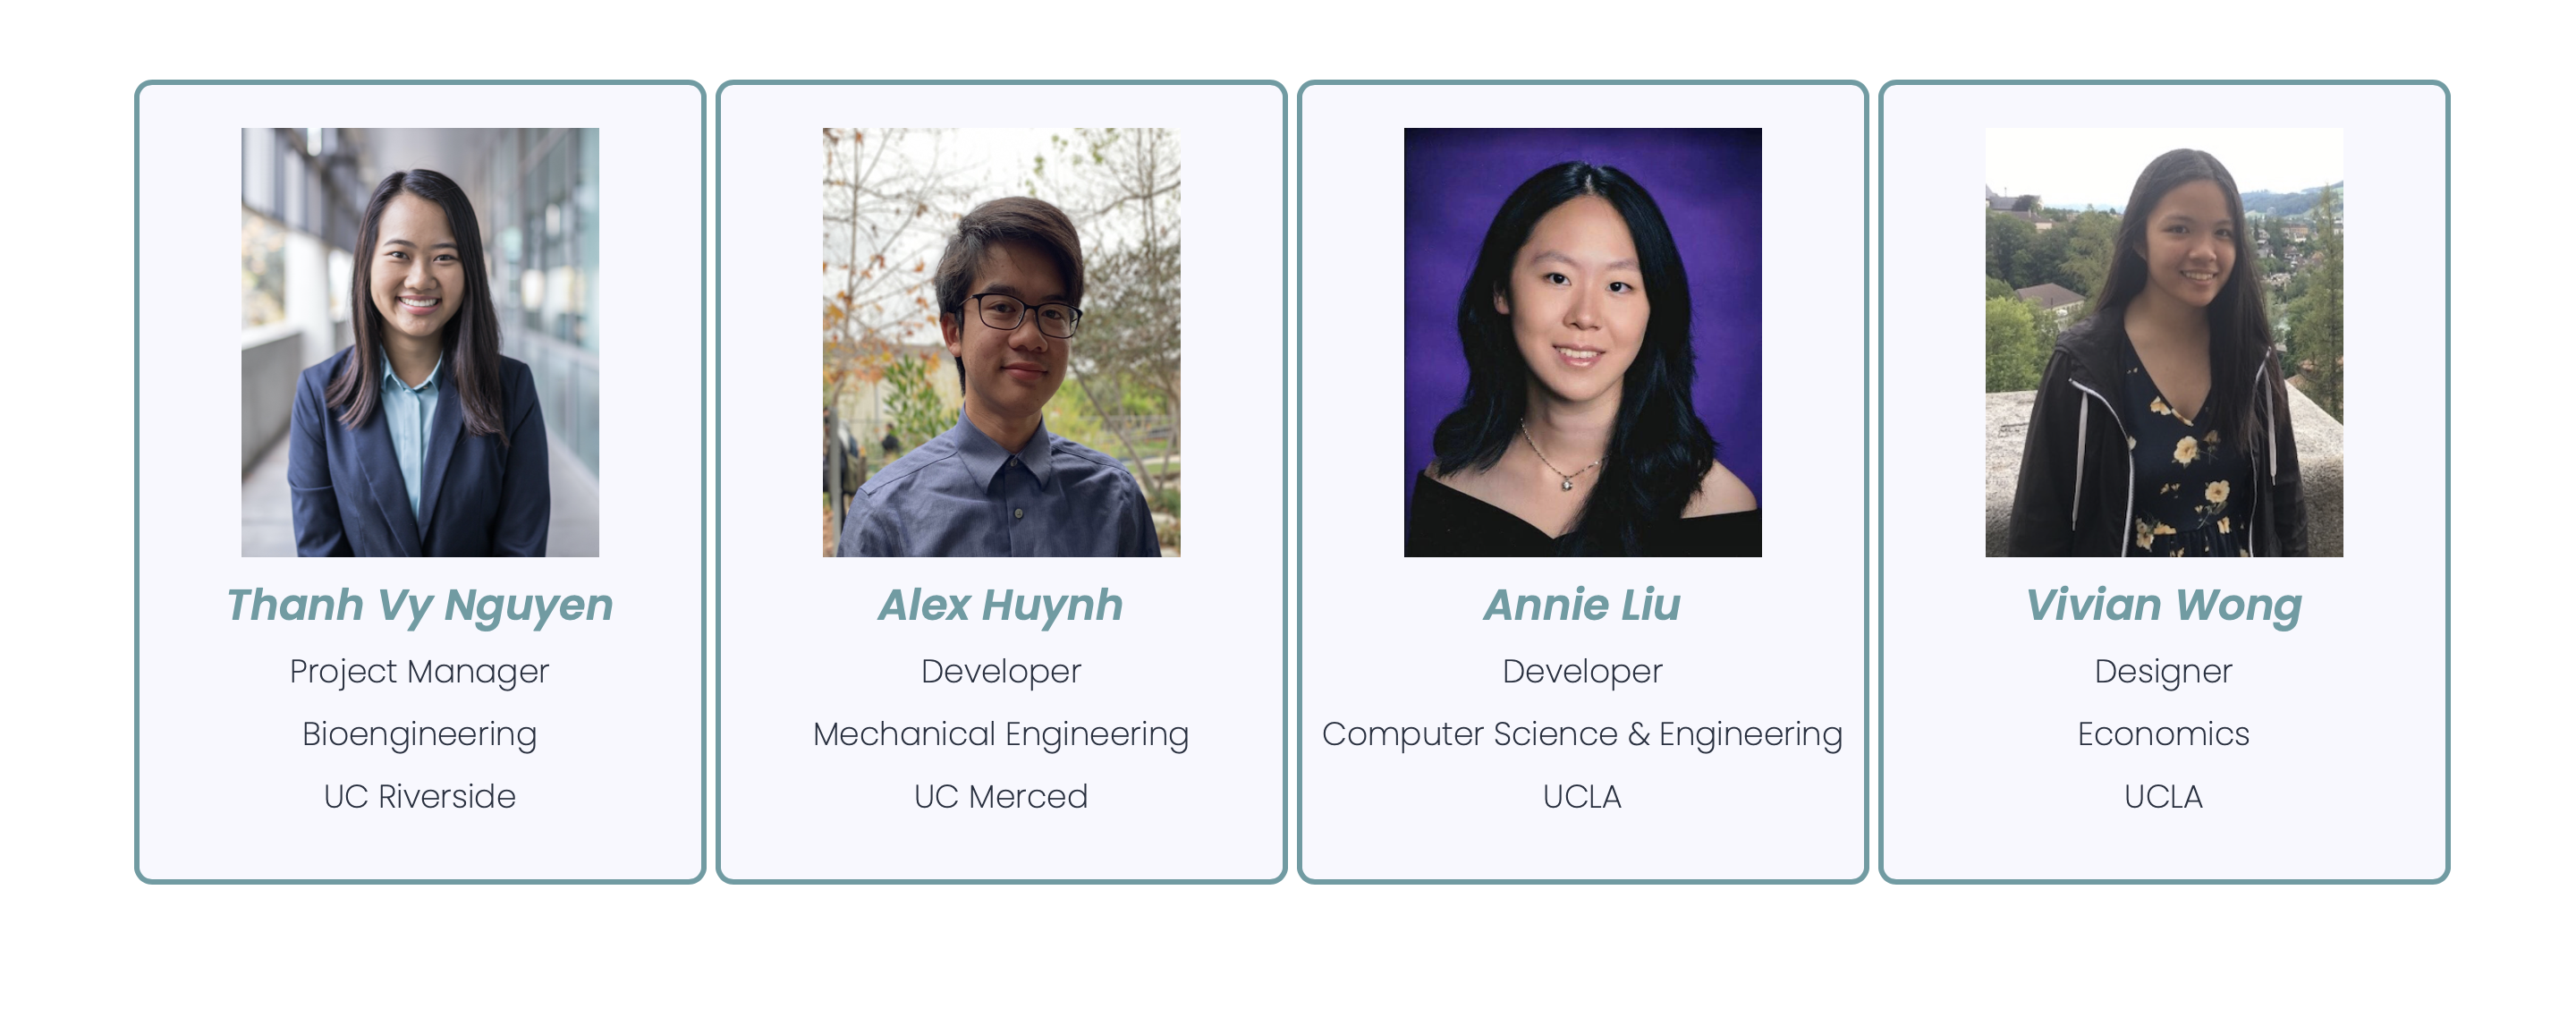 Thanh Vy Nguyen
Project Manager
Bioengineering
UC Riverside
Alex Huynh
Developer
Mechanical Engineering
UC Merced
Annie Liu
Developer
Computer Science & Engineering
UCLA
Vivian Wong
Designer
Economics
UCLA